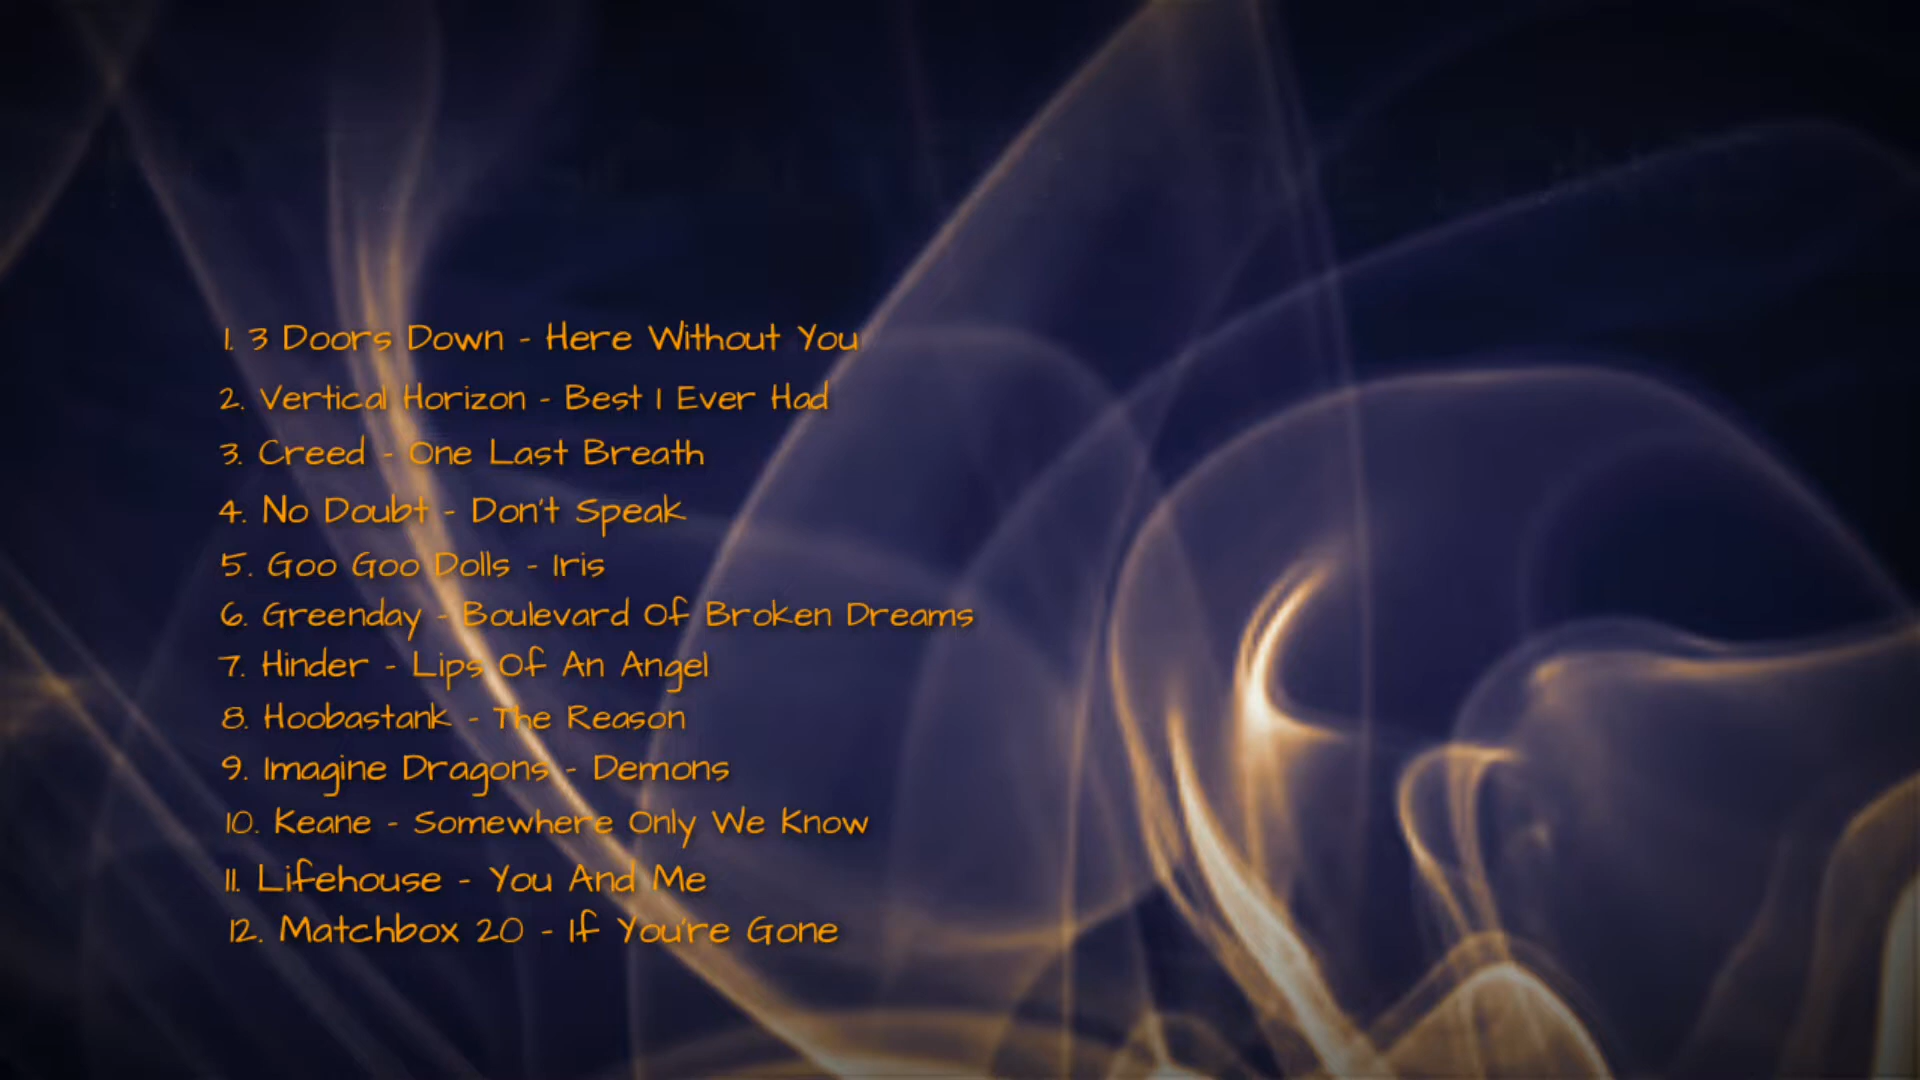 1. 3 Doors Down - Here Without You
2. Vertical Horizon - Best I Ever Had
3. Creed - One Last Breath
4. No Doubt - Don't Speak
5. Goo Goo Dolls - Iris
6. Greenday - Boulevard Of Broken Dreams
7. Hinder - Lips Of An Angel
8. Hoobastank - The Reason
9. Imagine Dragons - Demons
10. Keane - Somewhere Only We Know
11. Lifehouse - You And Me
12. Matchbox 20 - If You're Gone